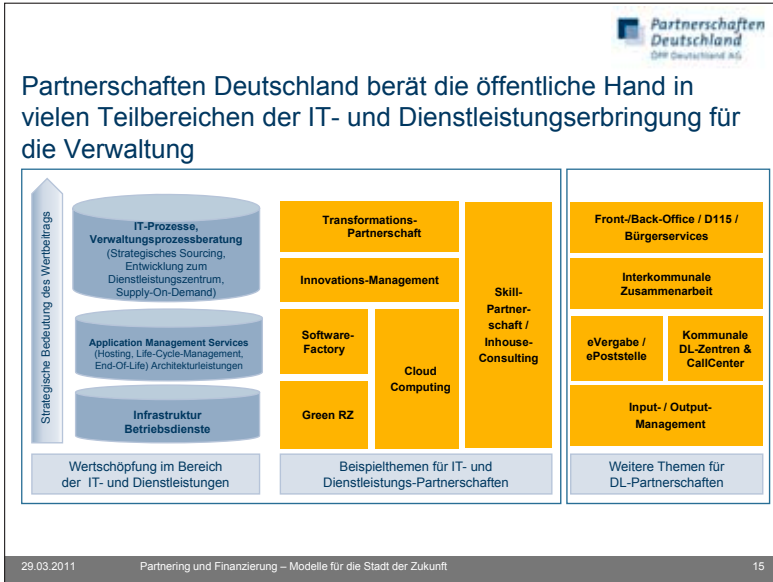 Partnerschaften
Deutschland
ÖPP Deutschland AG
Partnerschaften Deutschland berät die öffentliche Hand in
vielen Teilbereichen der IT- und Dienstleistungserbringung für
die Verwaltung
Strategische Bedeutung des Wertbeitrags
IT-Prozesse,
Verwaltungsprozessberatung
(Strategisches Sourcing,
Entwicklung zum
Dienstleistungszentrum,
Supply-On-Demand)
Application Management Services
(Hosting, Life-Cycle-Management,
End-Of-Life) Architekturleistungen
Infrastruktur
Betriebsdienste
Wertschöpfung im Bereich
der IT- und Dienstleistungen
Transformations-
Partnerschaft
Innovations-Management
Software-
Factory
Green RZ
Cloud
Computing
Skill-
Partner-
schaft /
Inhouse-
Consulting
Beispielthemen für IT- und
Dienstleistungs-Partnerschaften
Front-/Back-Office / D115 /
Bürgerservices
Interkommunale
Zusammenarbeit
eVergabe /
ePoststelle
Kommunale
DL-Zentren &
CallCenter
Input- / Output-
Management
Weitere Themen für
DL-Partnerschaften
29.03.2011 Partnering und Finanzierung – Modelle für die Stadt der Zukunft 15